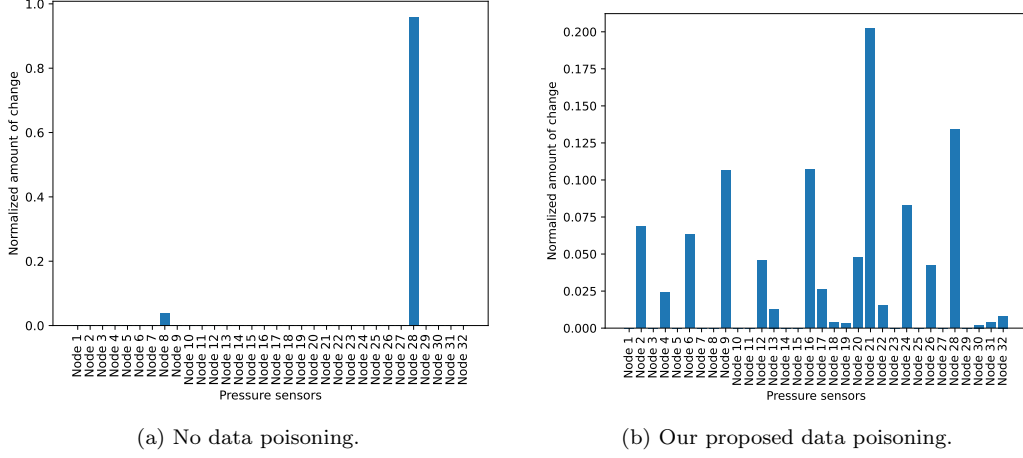 1.0
0.8
0.6
0.4
0.2
0.0
Normalized amount of change
Node 1
Node 2
Node 3
Node 4
Node 5
Node 6
Node 7
Node 8
Node 9
Node 10
Node 11
Node 12
Node 13
Node 14
Node 15
Node 16
Node 17
Node 18
Node 19
Node 20
Node 21
Node 22
Node 23
Node 24
Node 25
Node 26
Node 27
Node 28
Node 29
Node 30
Node 31
Node 32
Pressure sensors
(a) No data poisoning.
0.200
0.175
0.150
0.125
0.100
0.075
0.050
0.025
0.000
Normalized amount of change
Node 1
Node 2
Node 3
Node 4
Node 5
Node 6
Node 7
Node 8
Node 9
Node 10
Node 11
Node 12
Node 13
Node 14
Node 15
Node 16
Node 17
Node 18
Node 19
Node 20
Node 21
Node 22
Node 23
Node 24
Node 25
Node 26
Node 27
Node 28
Node 29
Node 30
Node 31
Node 32
Pressure sensors
(b) Our proposed data poisoning.